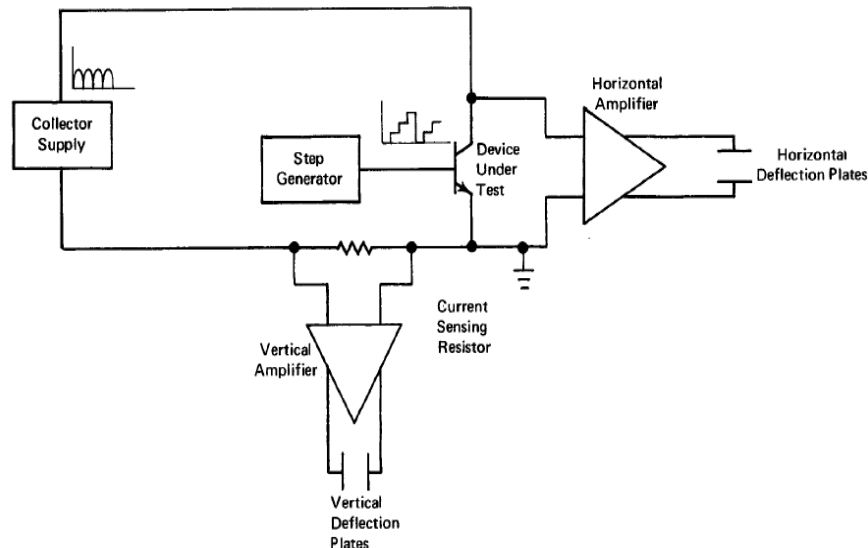 Collector
Supply
Step
Generator
Device
Under
Test
Horizontal
Amplifier
Horizontal
Deflection Plates
Current
Sensing
Resistor
Vertical
Amplifier
Vertical
Deflection
Plates